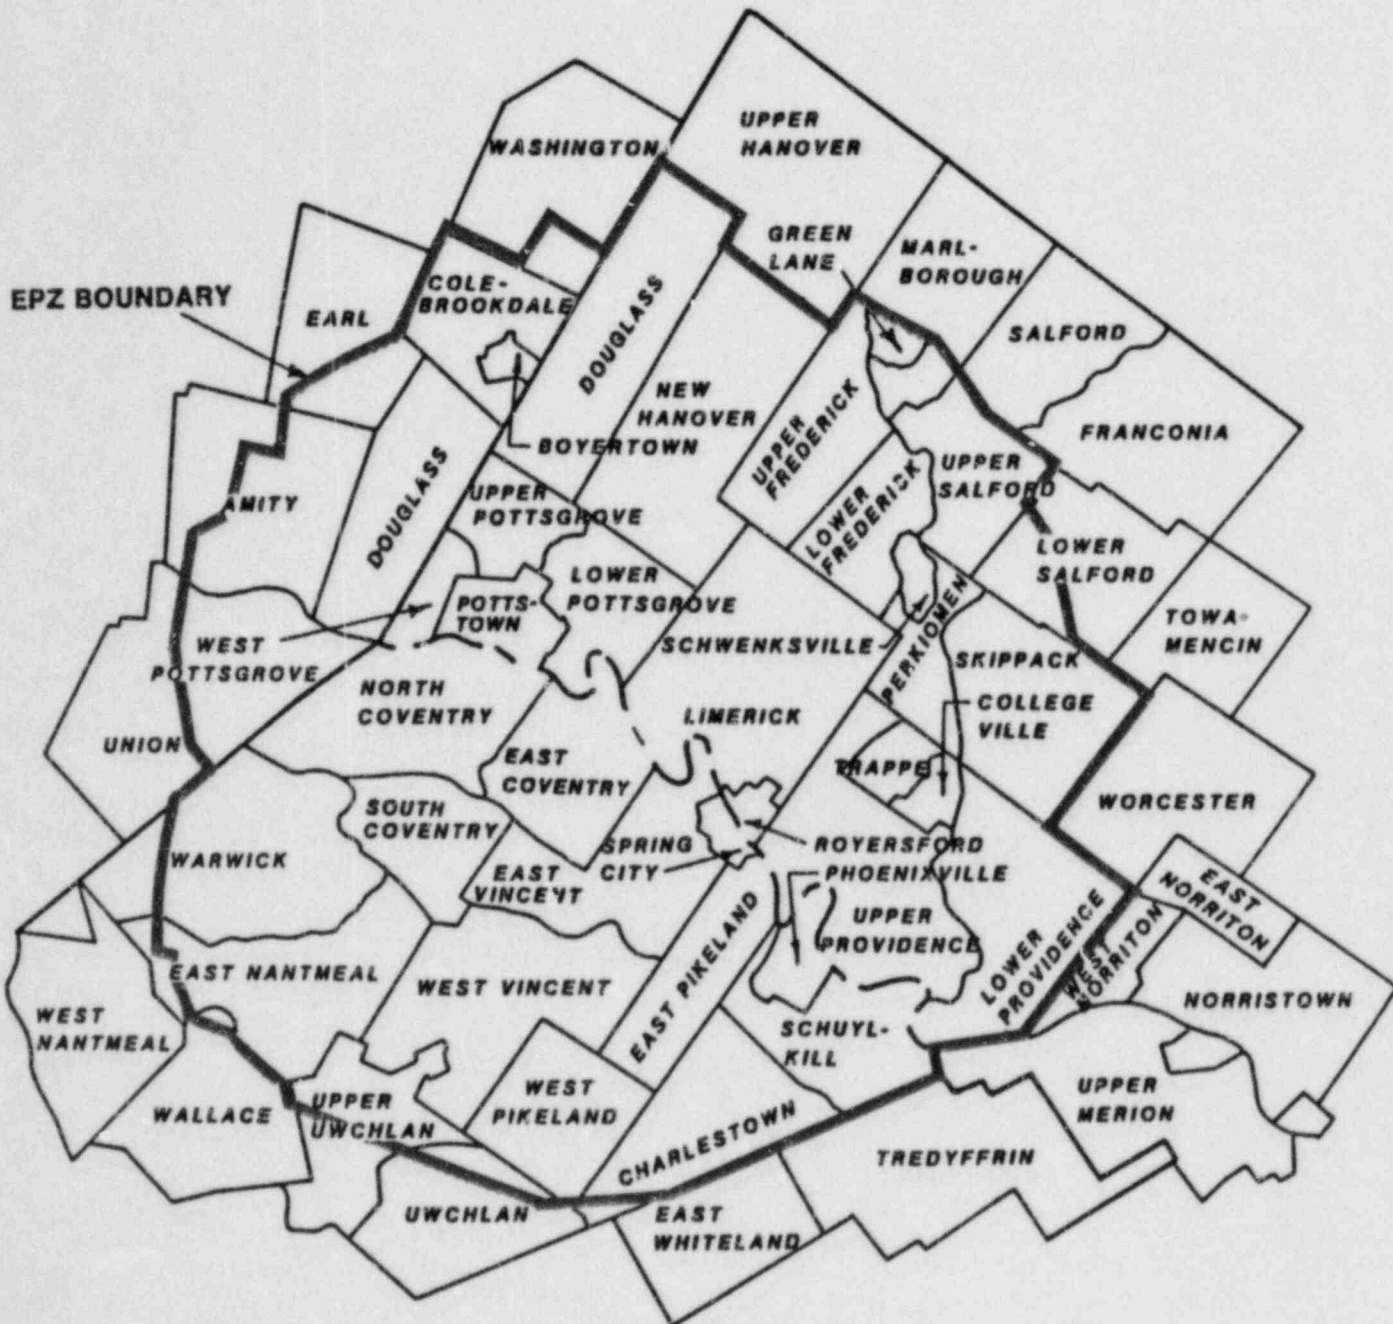 UPPER
HANOVER
WASHINGTON
GREEN
LANE
MARL-
BOROUGH
COLE-
BROOKDALE
EPZ BOUNDARY
EARL
DOUGLASS
SALFORD
NEW
HANOVER
UPPER
FREDERICK
FRANCONIA
BOYERTOWN
UPPER
SALFORD
AMITY
DOUGLASS
UPPER
POTTSGROVE
LOWER
FREDERICK
LOWER
SALFORD
LOWER
POTTSGROVE
POTTS-
TOWN
PERKIOMEN
TOWA-
MENCIN
WEST
POTTSGROVE
SCHWENKSVILLE
SKIPPACK
NORTH
COVENTRY
LIMERICK
COLLEGE
VILLE
UNION
EAST
COVENTRY
TRAPPE
WORCESTER
SOUTH
COVENTRY
WARWICK
SPRING
CITY
ROYERSFORD
PHOENIXVILLE
EAST
VINCENT
EAST
NORRITON
UPPER
PROVIDENCE
LOWER
PROVIDENCE
WEST
NORRITON
EAST NANTMEAL
WEST VINCENT
EAST PIKELAND
NORRISTOWN
WEST
NANTMEAL
SCHUYL-
KILL
WEST
PIKELAND
UPPER
MERION
WALLACE
UPPER
UWCHLAN
CHARLESTOWN
TREDYFFRIN
UWCHLAN
EAST
WHITELAND